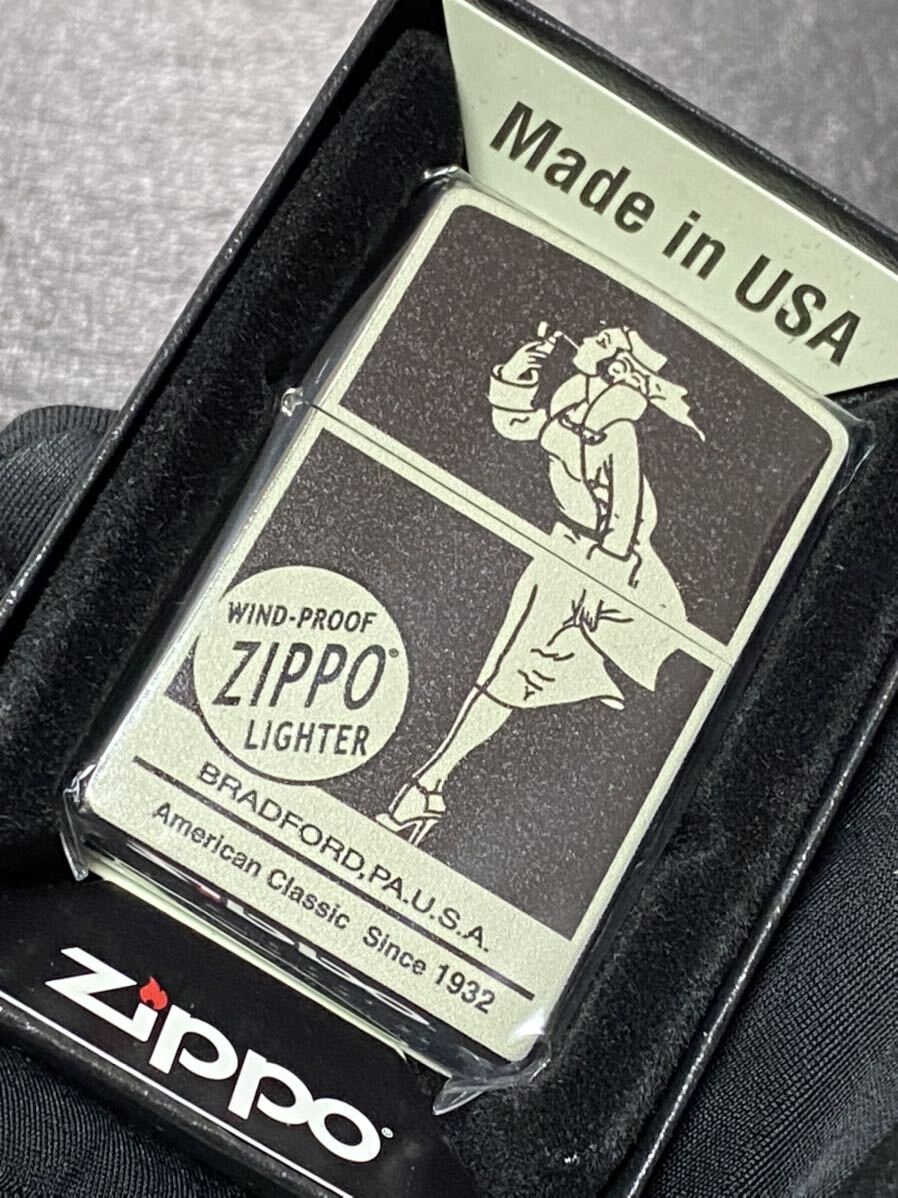 Made in USA
WIND-PROOF
ZIPPO®
LIGHTER
BRADFORD,PA.U.S.A.
American Classic Since 1932
Zippo®